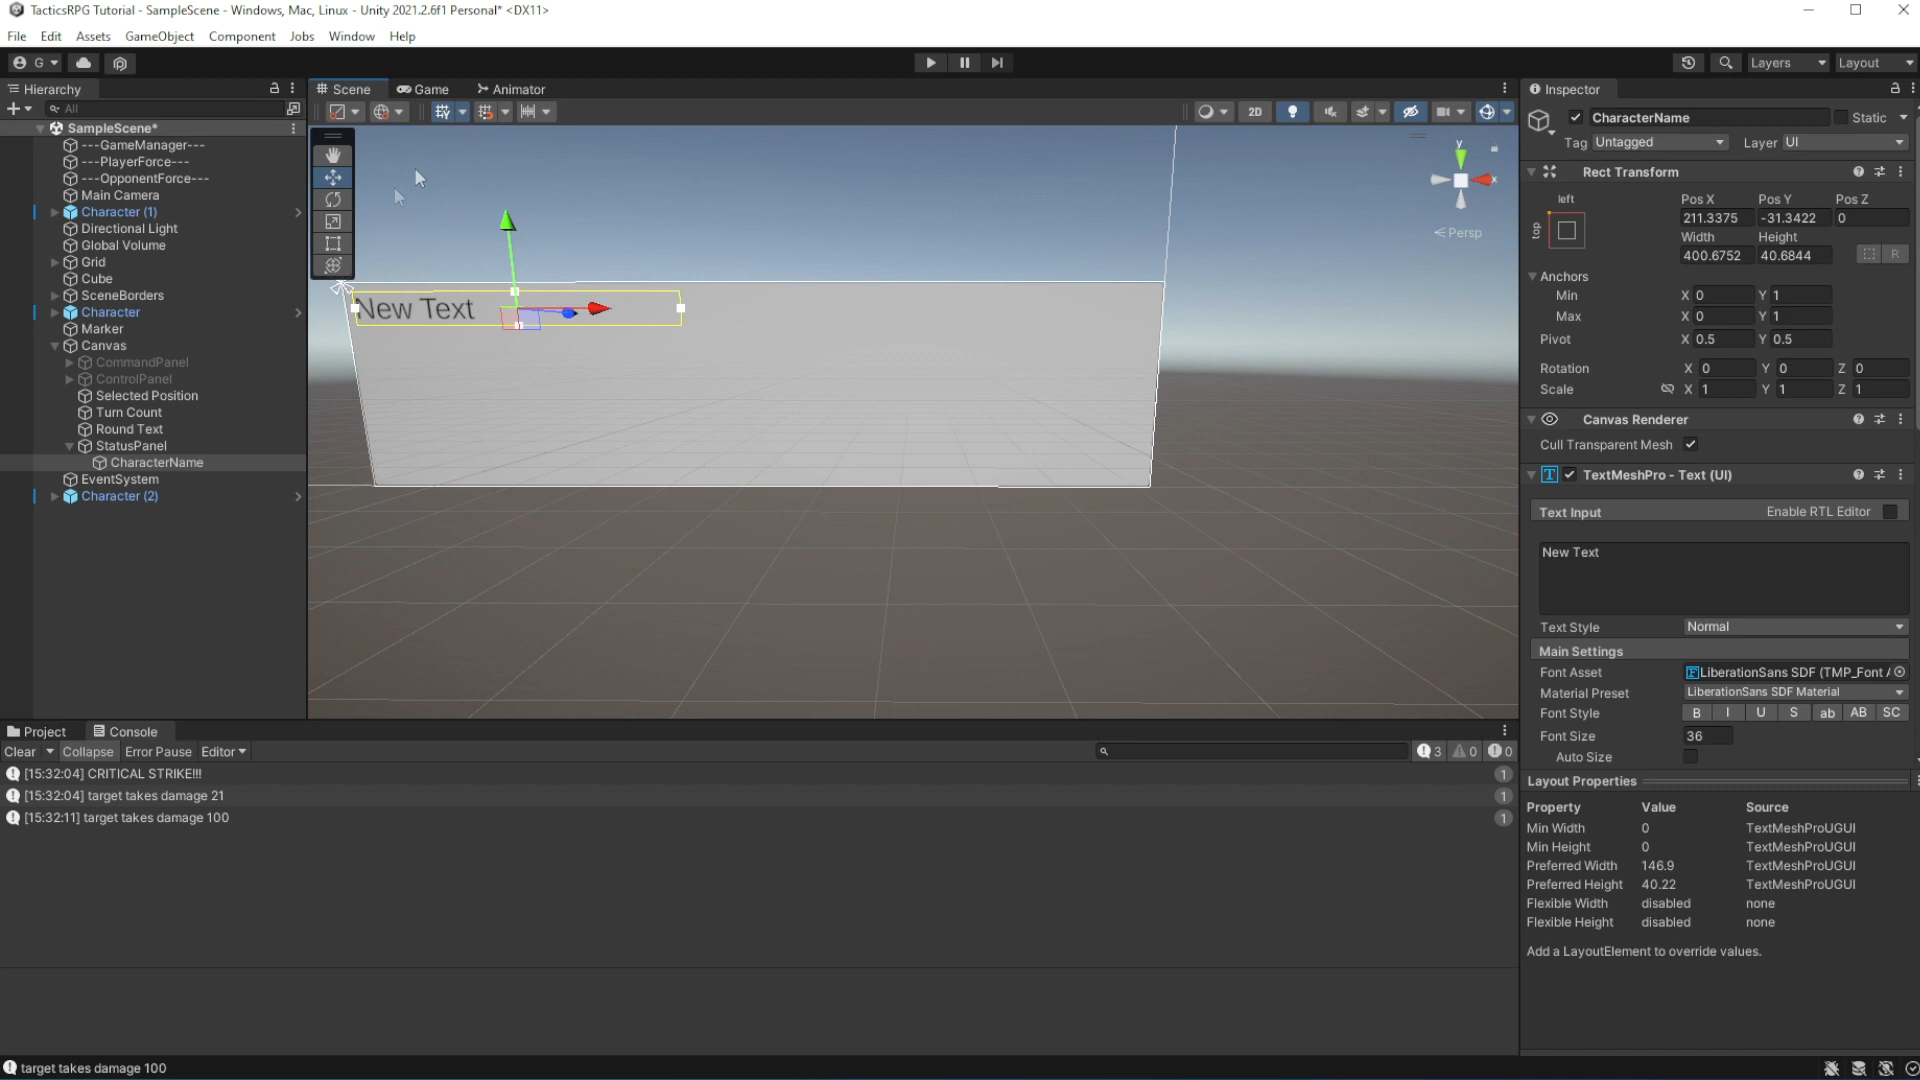 TacticsRPG Tutorial - SampleScene - Windows, Mac, Linux - Unity 2021.2.6f1 Personal* <DX11>
File Edit Assets GameObject Component Jobs Window Help
G Layers Layout
Hierarchy
All
SampleScene*
---GameManager---
---PlayerForce---
---OpponentForce---
Main Camera
Character (1)
Directional Light
Global Volume
Grid
Cube
SceneBorders
Character
Marker
Canvas
CommandPanel
ControlPanel
Selected Position
Turn Count
Round Text
StatusPanel
CharacterName
EventSystem
Character (2)
Scene Game Animator
2D
y
x
Persp
New Text
Inspector
CharacterName Static
Tag Untagged Layer UI
Rect Transform
left
top
Pos X Pos Y Pos Z
211.3375 -31.3422 0
Width Height
400.6752 40.6844 R
Anchors
Min X 0 Y 1
Max X 0 Y 1
Pivot X 0.5 Y 0.5
Rotation X 0 Y 0 Z 0
Scale X 1 Y 1 Z 1
Canvas Renderer
Cull Transparent Mesh
TextMeshPro - Text (UI)
Text Input Enable RTL Editor
New Text
Text Style Normal
Main Settings
Font Asset LiberationSans SDF (TMP_Font A
Material Preset LiberationSans SDF Material
Font Style B I U S ab AB SC
Font Size 36
Auto Size
Layout Properties
Property Value Source
Min Width 0 TextMeshProUGUI
Min Height 0 TextMeshProUGUI
Preferred Width 146.9 TextMeshProUGUI
Preferred Height 40.22 TextMeshProUGUI
Flexible Width disabled none
Flexible Height disabled none
Add a LayoutElement to override values.
Project Console
Clear Collapse Error Pause Editor 3 0 0
[15:32:04] CRITICAL STRIKE!!! 1
[15:32:04] target takes damage 21 1
[15:32:11] target takes damage 100 1
target takes damage 100